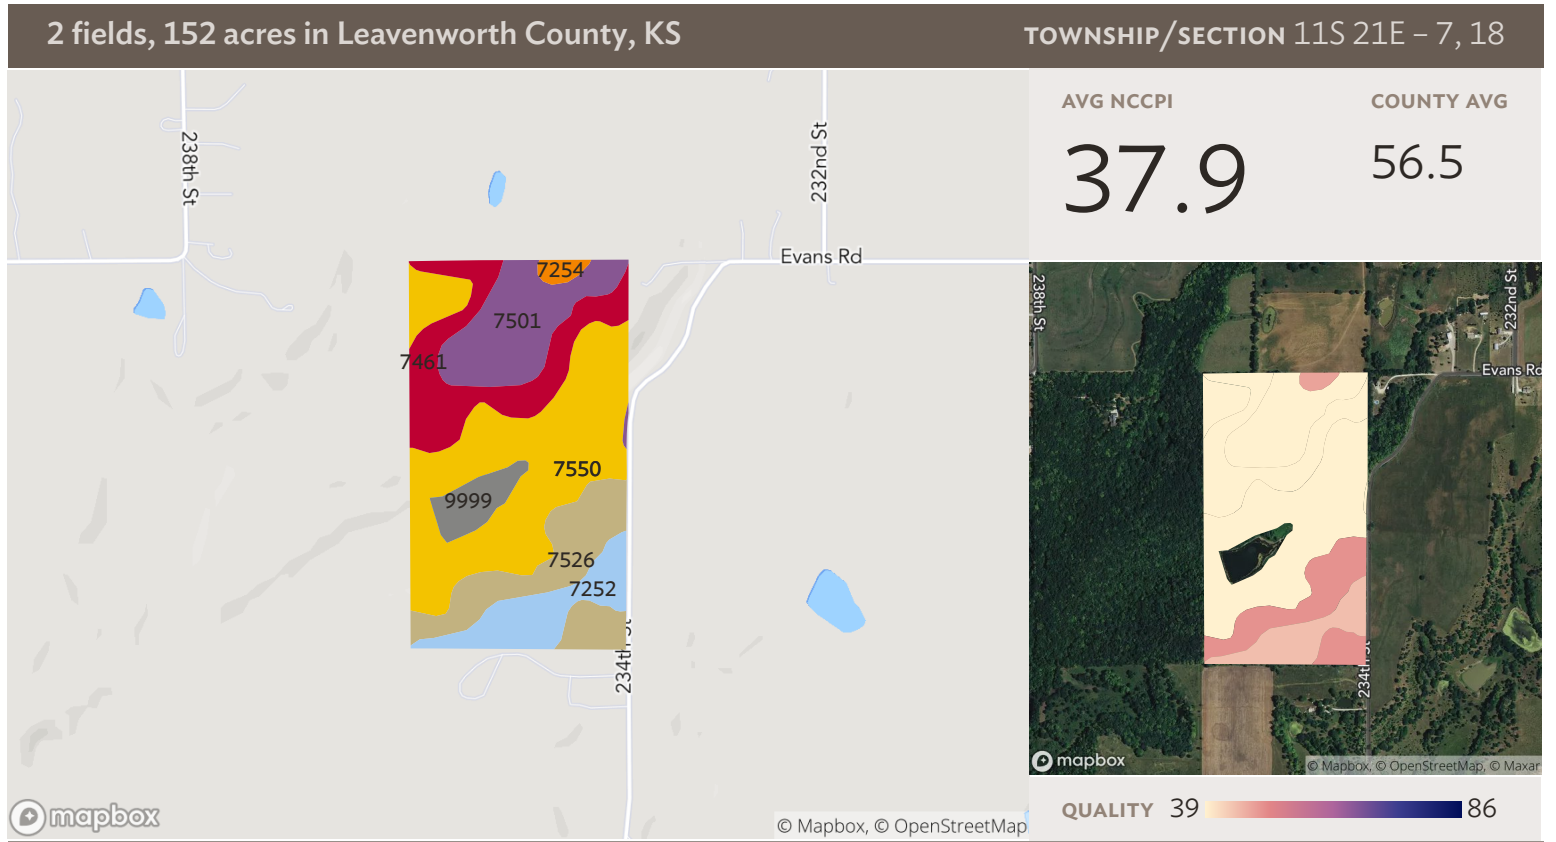 2 fields, 152 acres in Leavenworth County, KS
TOWNSHIP/SECTION 11S 21E – 7, 18
AVG NCCPI
COUNTY AVG
37.9
56.5
238th St
232nd St
Evans Rd
7254
7501
7461
7550
9999
7526
7252
234th St
mapbox
© Mapbox, © OpenStreetMap
238th St
232nd St
Evans Rd
234th St
mapbox
© Mapbox, © OpenStreetMap, © Maxar
QUALITY 39 86